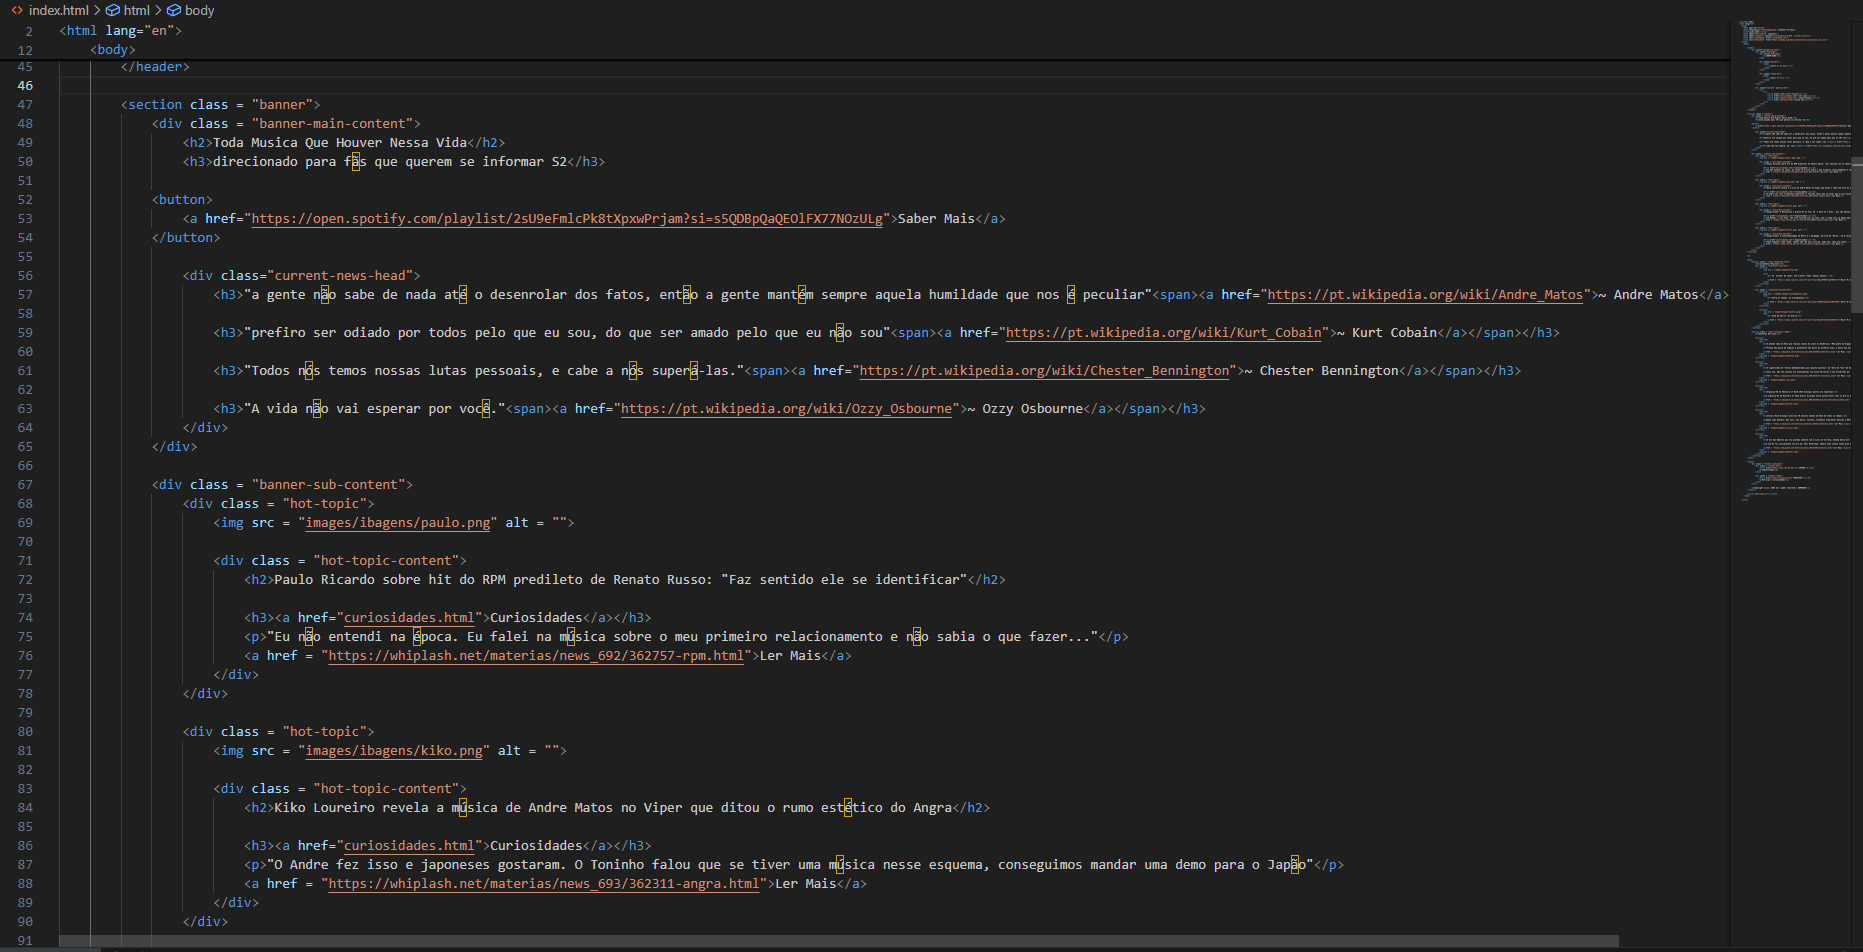 index.html > html > body
2 <html lang="en">
12 <body>
45 </header>
46
47 <section class = "banner">
48 <div class = "banner-main-content">
49 <h2>Toda Musica Que Houver Nessa Vida</h2>
50 <h3>direcionado para fãs que querem se informar S2</h3>
51
52 <button>
53 <a href="https://open.spotify.com/playlist/2sU9eFmlcPk8tXpxwPrjam?si=s5QDBpQaQEOlFX77NOzULg">Saber Mais</a>
54 </button>
55
56 <div class="current-news-head">
57 <h3>"a gente não sabe de nada até o desenrolar dos fatos, então a gente mantém sempre aquela humildade que nos é peculiar"<span><a href="https://pt.wikipedia.org/wiki/Andre_Matos">~ Andre Matos</a>
58
59 <h3>"prefiro ser odiado por todos pelo que eu sou, do que ser amado pelo que eu não sou"<span><a href="https://pt.wikipedia.org/wiki/Kurt_Cobain">~ Kurt Cobain</a></span></h3>
60
61 <h3>"Todos nós temos nossas lutas pessoais, e cabe a nós superá-las."<span><a href="https://pt.wikipedia.org/wiki/Chester_Bennington">~ Chester Bennington</a></span></h3>
62
63 <h3>"A vida não vai esperar por você."<span><a href="https://pt.wikipedia.org/wiki/Ozzy_Osbourne">~ Ozzy Osbourne</a></span></h3>
64 </div>
65 </div>
66
67 <div class = "banner-sub-content">
68 <div class = "hot-topic">
69 <img src = "images/ibagens/paulo.png" alt = "">
70
71 <div class = "hot-topic-content">
72 <h2>Paulo Ricardo sobre hit do RPM predileto de Renato Russo: "Faz sentido ele se identificar"</h2>
73
74 <h3><a href="curiosidades.html">Curiosidades</a></h3>
75 <p>"Eu não entendi na época. Eu falei na música sobre o meu primeiro relacionamento e não sabia o que fazer..."</p>
76 <a href = "https://whiplash.net/materias/news_692/362757-rpm.html">Ler Mais</a>
77 </div>
78 </div>
79
80 <div class = "hot-topic">
81 <img src = "images/ibagens/kiko.png" alt = "">
82
83 <div class = "hot-topic-content">
84 <h2>Kiko Loureiro revela a música de Andre Matos no Viper que ditou o rumo estético do Angra</h2>
85
86 <h3><a href="curiosidades.html">Curiosidades</a></h3>
87 <p>"O Andre fez isso e japoneses gostaram. O Toninho falou que se tiver uma música nesse esquema, conseguimos mandar uma demo para o Japão"</p>
88 <a href = "https://whiplash.net/materias/news_693/362311-angra.html">Ler Mais</a>
89 </div>
90 </div>
91